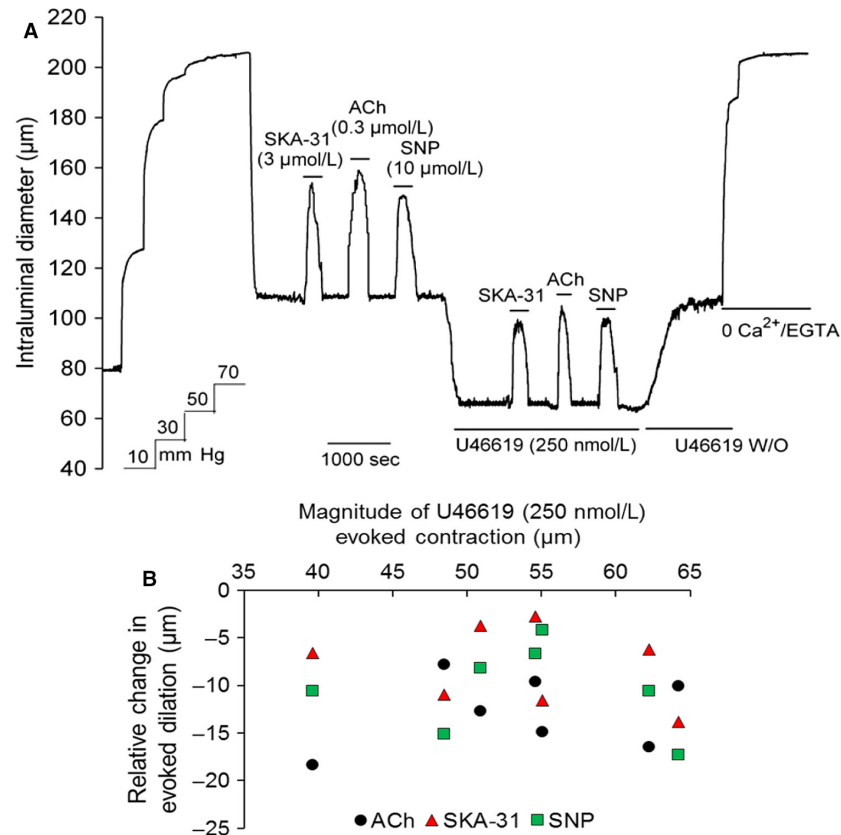 A
220
200
180
160
140
120
100
80
60
40
Intraluminal diameter (µm)
SKA-31
(3 µmol/L)
ACh
(0.3 µmol/L)
SNP
(10 µmol/L)
SKA-31
ACh
SNP
0 Ca²⁺/EGTA
10
30
50
70
mm Hg
1000 sec
U46619 (250 nmol/L)
U46619 W/O
B
Magnitude of U46619 (250 nmol/L)
evoked contraction (µm)
35 40 45 50 55 60 65
0
–5
–10
–15
–20
–25
Relative change in
evoked dilation (µm)
ACh SKA-31 SNP